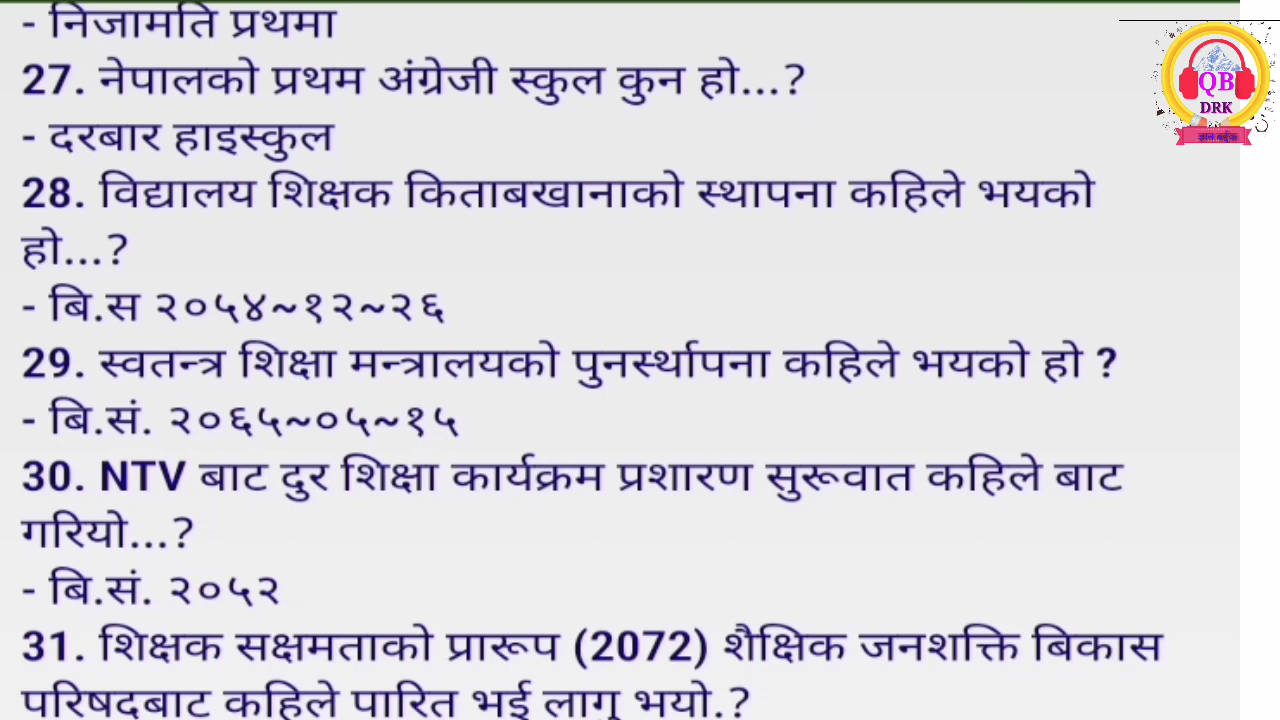 - निजामति प्रथमा
27. नेपालको प्रथम अंग्रेजी स्कुल कुन हो...?
- दरबार हाइस्कुल
28. विद्यालय शिक्षक किताबखानाको स्थापना कहिले भयको
हो...?
- बि.स २०५४~१२~२६
29. स्वतन्त्र शिक्षा मन्त्रालयको पुनर्स्थापना कहिले भयको हो ?
- बि.सं. २०६५~०५~१५
30. NTV बाट दुर शिक्षा कार्यक्रम प्रशारण सुरूवात कहिले बाट
गरियो...?
- बि.सं. २०५२
31. शिक्षक सक्षमताको प्रारूप (2072) शैक्षिक जनशक्ति बिकास
परिषदबाट कहिले पारित भई लागु भयो.?
QB
DRK